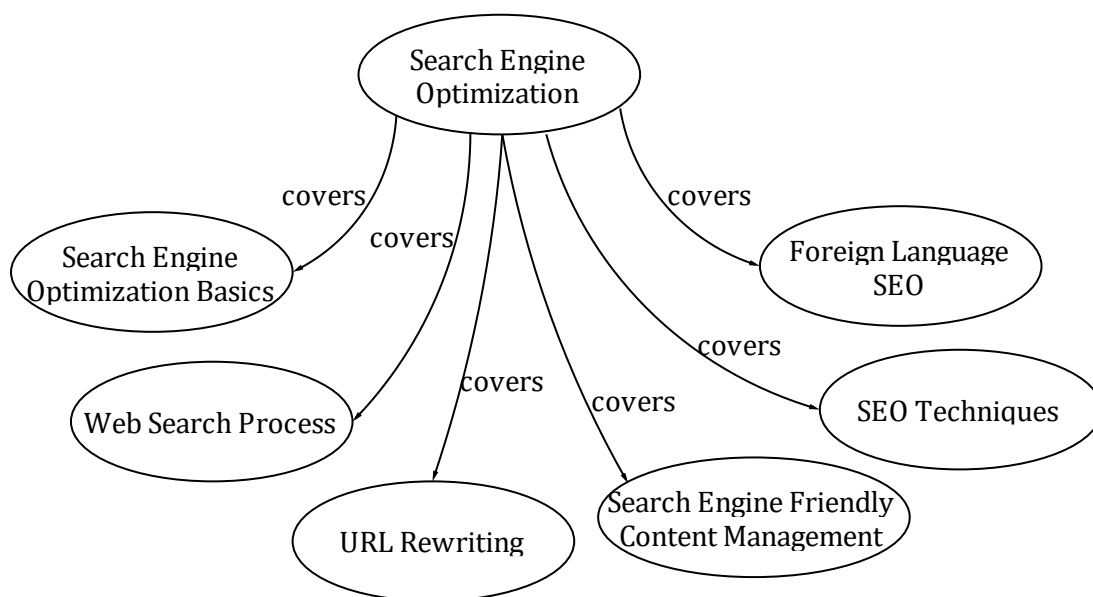 Search Engine
Optimization
covers
covers
covers
covers
covers
covers
Search Engine
Optimization Basics
Foreign Language
SEO
Web Search Process
SEO Techniques
URL Rewriting
Search Engine Friendly
Content Management